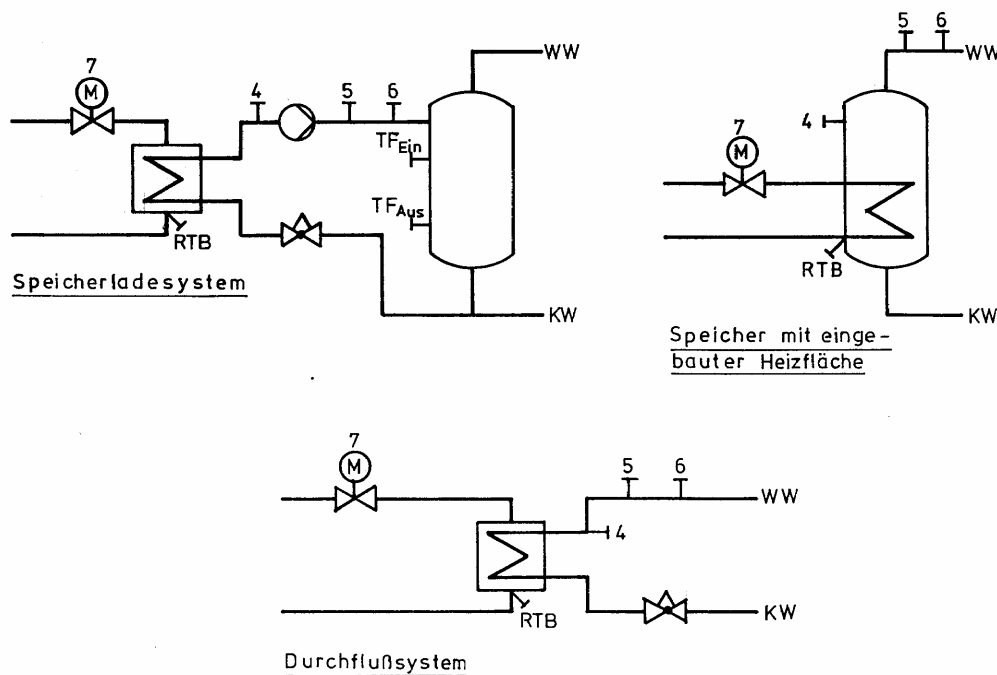 7
M
4
5
6
WW
TF Ein
TF Aus
RTB
KW
Speicherladesystem
5
6
WW
4
7
M
RTB
KW
Speicher mit einge-
bauter Heizfläche
7
M
5
6
WW
4
RTB
KW
Durchflußsystem